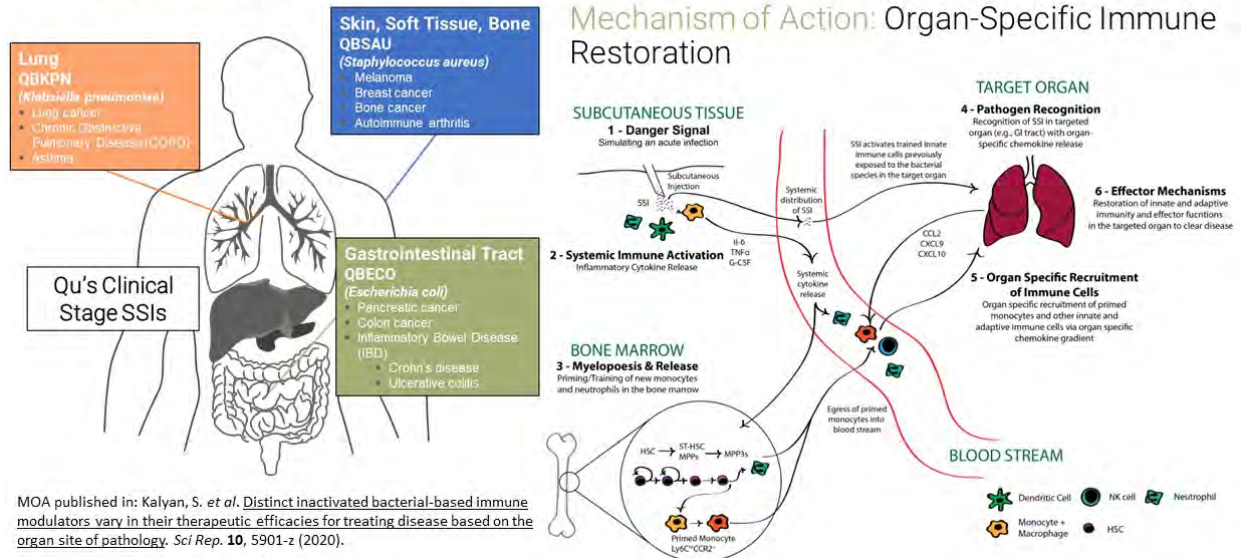 Lung
QBKPN
(Klebsiella pneumoniae)
Lung cancer
Chronic Obstructive
Pulmonary Disease (COPD)
Asthma
Skin, Soft Tissue, Bone
QBSAU
(Staphylococcus aureus)
Melanoma
Breast cancer
Bone cancer
Autoimmune arthritis
Gastrointestinal Tract
QBECO
(Escherichia coli)
Pancreatic cancer
Colon cancer
Inflammatory Bowel Disease
(IBD)
Crohn's disease
Ulcerative colitis
Qu's Clinical
Stage SSIs
MOA published in: Kalyan, S. et al. Distinct inactivated bacterial-based immune
modulators vary in their therapeutic efficacies for treating disease based on the
organ site of pathology. Sci Rep. 10, 5901-z (2020).
Mechanism of Action: Organ-Specific Immune
Restoration
SUBCUTANEOUS TISSUE
1 - Danger Signal
Simulating an acute infection
Subcutaneous
Injection
SSI
2 - Systemic Immune Activation
Inflammatory Cytokine Release
Il-6
TNFα
G-CSF
Systemic
distribution
of SSI
Systemic
cytokine
release
SSI activates trained innate
immune cells prevoiusly
exposed to the bacterial
species in the target organ
TARGET ORGAN
4 - Pathogen Recognition
Recognition of SSI in targeted
organ (e.g., GI tract) with organ-
specific chemokine release
6 - Effector Mechanisms
Restoration of innate and adaptive
immunity and effector fucntions
in the targeted organ to clear disease
CCL2
CXCL9
CXCL10
5 - Organ Specific Recruitment
of Immune Cells
Organ specific recruitment of primed
monocytes and other innate and
adaptive immune cells via organ specific
chemokine gradient
BONE MARROW
3 - Myelopoesis & Release
Priming/Training of new monocytes
and neutrophils in the bone marrow
HSC
ST-HSC
MPPs
MPP3s
Primed Monocyte
Egress of primed
monocytes into
blood stream
BLOOD STREAM
Dendritic Cell
NK cell
Neutrophil
Monocyte +
Macrophage
HSC